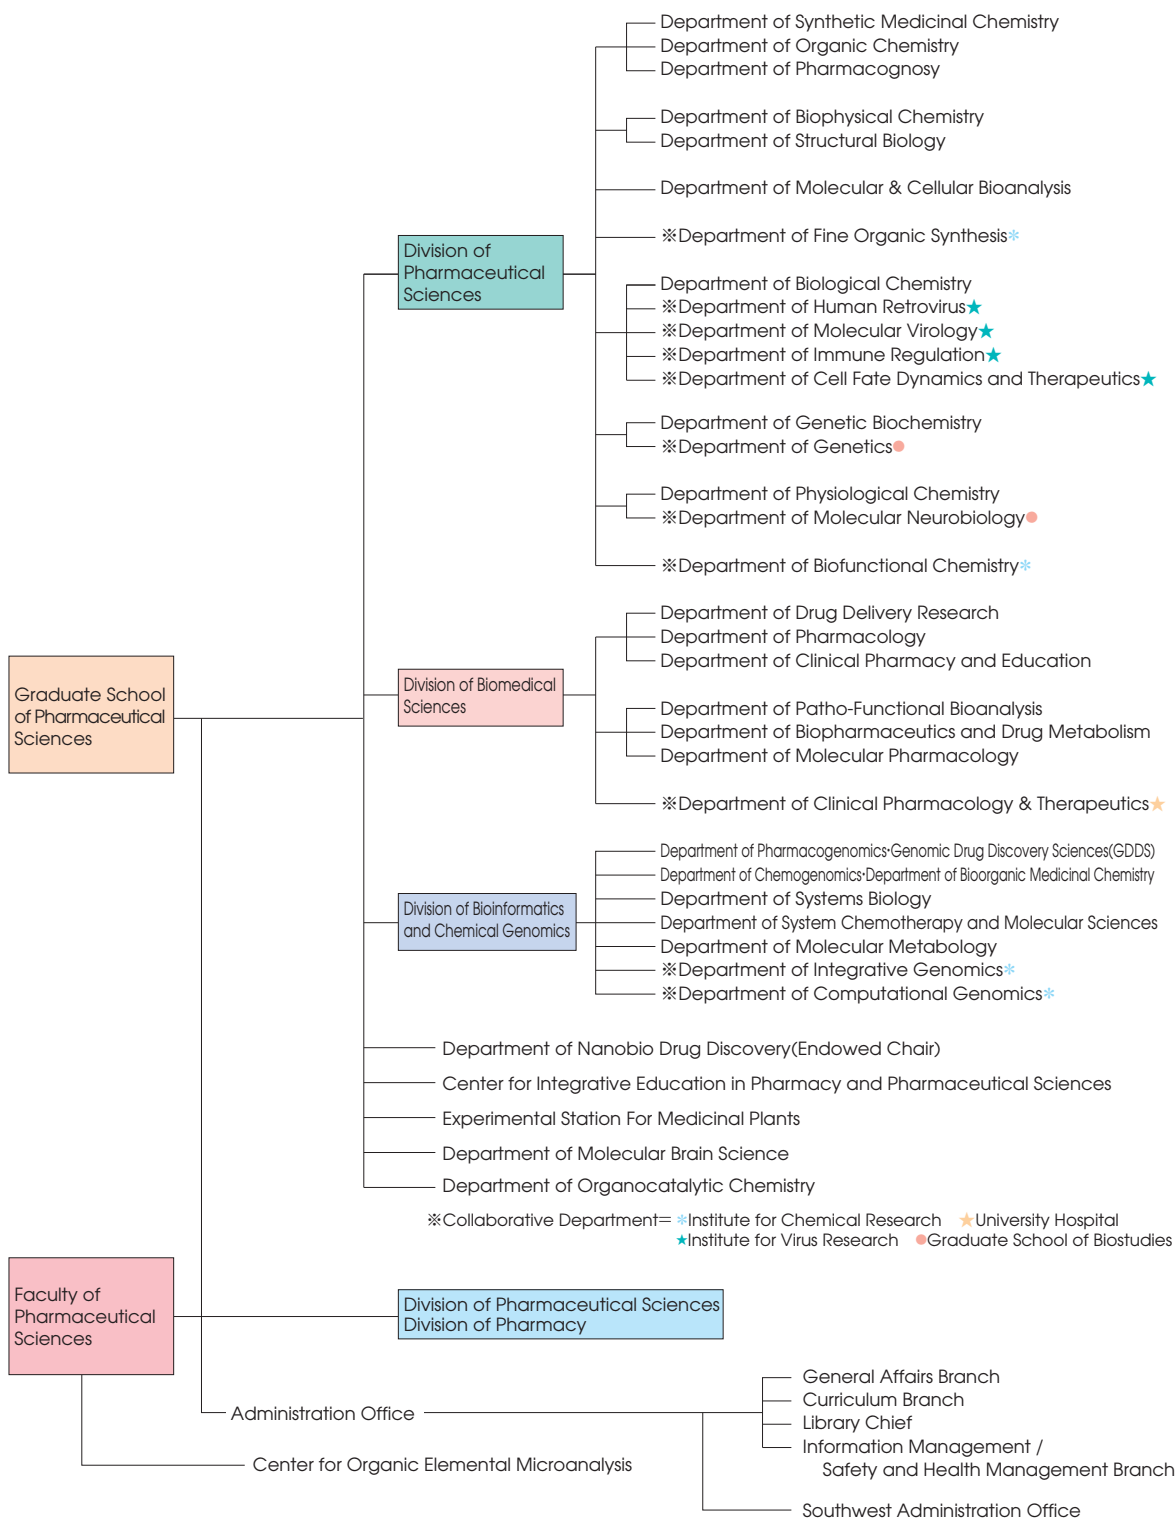 Department of Synthetic Medicinal Chemistry
Department of Organic Chemistry
Department of Pharmacognosy
Department of Biophysical Chemistry
Department of Structural Biology
Department of Molecular & Cellular Bioanalysis
※Department of Fine Organic Synthesis*
Division of
Pharmaceutical
Sciences
Department of Biological Chemistry
※Department of Human Retrovirus★
※Department of Molecular Virology★
※Department of Immune Regulation★
※Department of Cell Fate Dynamics and Therapeutics★
Department of Genetic Biochemistry
※Department of Genetics●
Department of Physiological Chemistry
※Department of Molecular Neurobiology●
※Department of Biofunctional Chemistry*
Department of Drug Delivery Research
Department of Pharmacology
Department of Clinical Pharmacy and Education
Graduate School
of Pharmaceutical
Sciences
Division of Biomedical
Sciences
Department of Patho-Functional Bioanalysis
Department of Biopharmaceutics and Drug Metabolism
Department of Molecular Pharmacology
※Department of Clinical Pharmacology & Therapeutics★
Department of Pharmacogenomics·Genomic Drug Discovery Sciences(GDDS)
Department of Chemogenomics·Department of Bioorganic Medicinal Chemistry
Department of Systems Biology
Division of Bioinformatics
and Chemical Genomics
Department of System Chemotherapy and Molecular Sciences
Department of Molecular Metabology
※Department of Integrative Genomics*
※Department of Computational Genomics*
Department of Nanobio Drug Discovery(Endowed Chair)
Center for Integrative Education in Pharmacy and Pharmaceutical Sciences
Experimental Station For Medicinal Plants
Department of Molecular Brain Science
Department of Organocatalytic Chemistry
※Collaborative Department= *Institute for Chemical Research ★University Hospital
★Institute for Virus Research ●Graduate School of Biostudies
Faculty of
Pharmaceutical
Sciences
Division of Pharmaceutical Sciences
Division of Pharmacy
General Affairs Branch
Curriculum Branch
Administration Office
Library Chief
Information Management /
Safety and Health Management Branch
Center for Organic Elemental Microanalysis
Southwest Administration Office